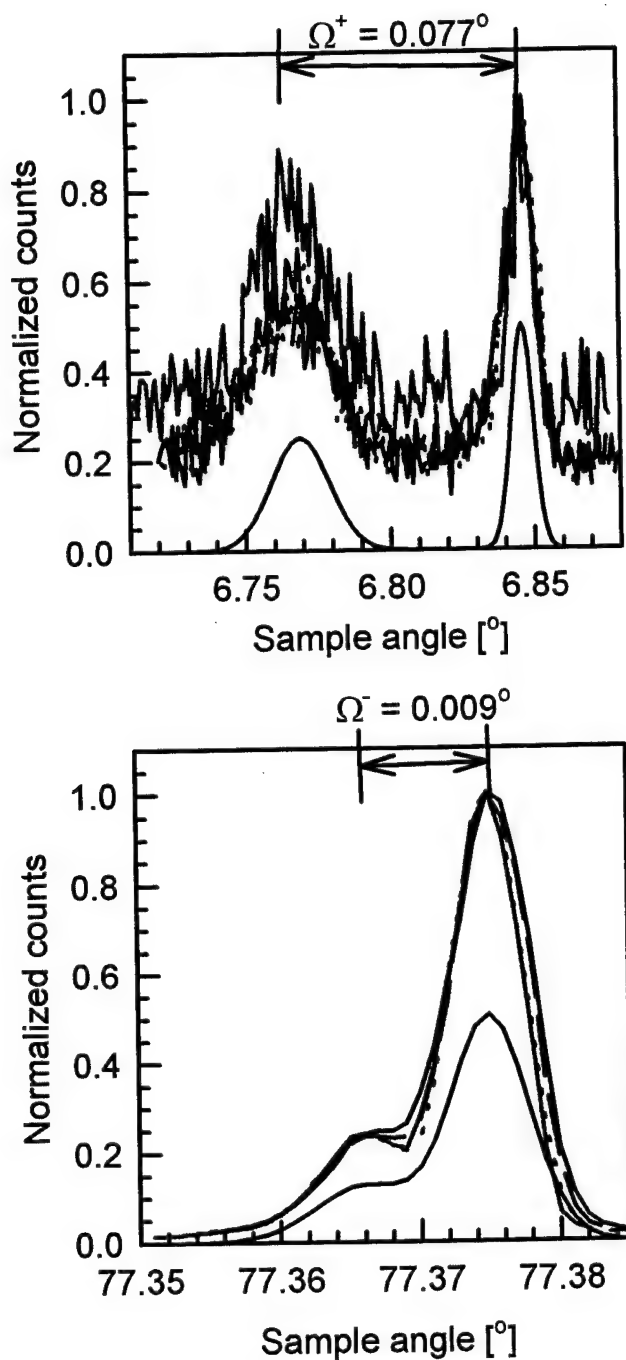 Ω⁺ = 0.077°
1.0
0.8
0.6
0.4
0.2
0.0
Normalized counts
6.75 6.80 6.85
Sample angle [°]
Ω⁻ = 0.009°
1.0
0.8
0.6
0.4
0.2
0.0
Normalized counts
77.35 77.36 77.37 77.38
Sample angle [°]